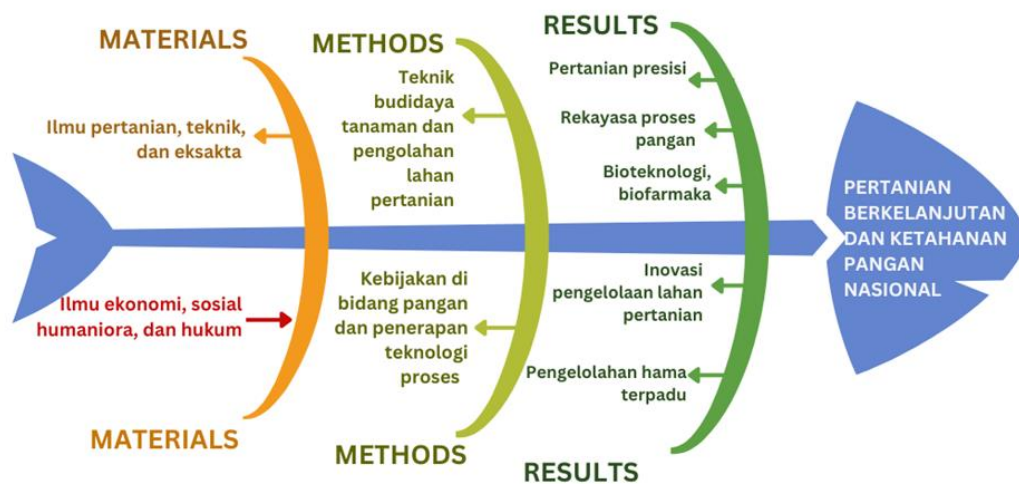 MATERIALS
Ilmu pertanian, teknik,
dan eksakta
Ilmu ekonomi, sosial
humaniora, dan hukum
MATERIALS
METHODS
Teknik
budidaya
tanaman dan
pengolahan
lahan
pertanian
Kebijakan di
bidang pangan
dan penerapan
teknologi
proses
METHODS
RESULTS
Pertanian presisi
Rekayasa proses
pangan
Bioteknologi,
biofarmaka
Inovasi
pengelolaan lahan
pertanian
Pengelolahan hama
terpadu
RESULTS
PERTANIAN
BERKELANJUTAN
DAN KETAHANAN
PANGAN
NASIONAL